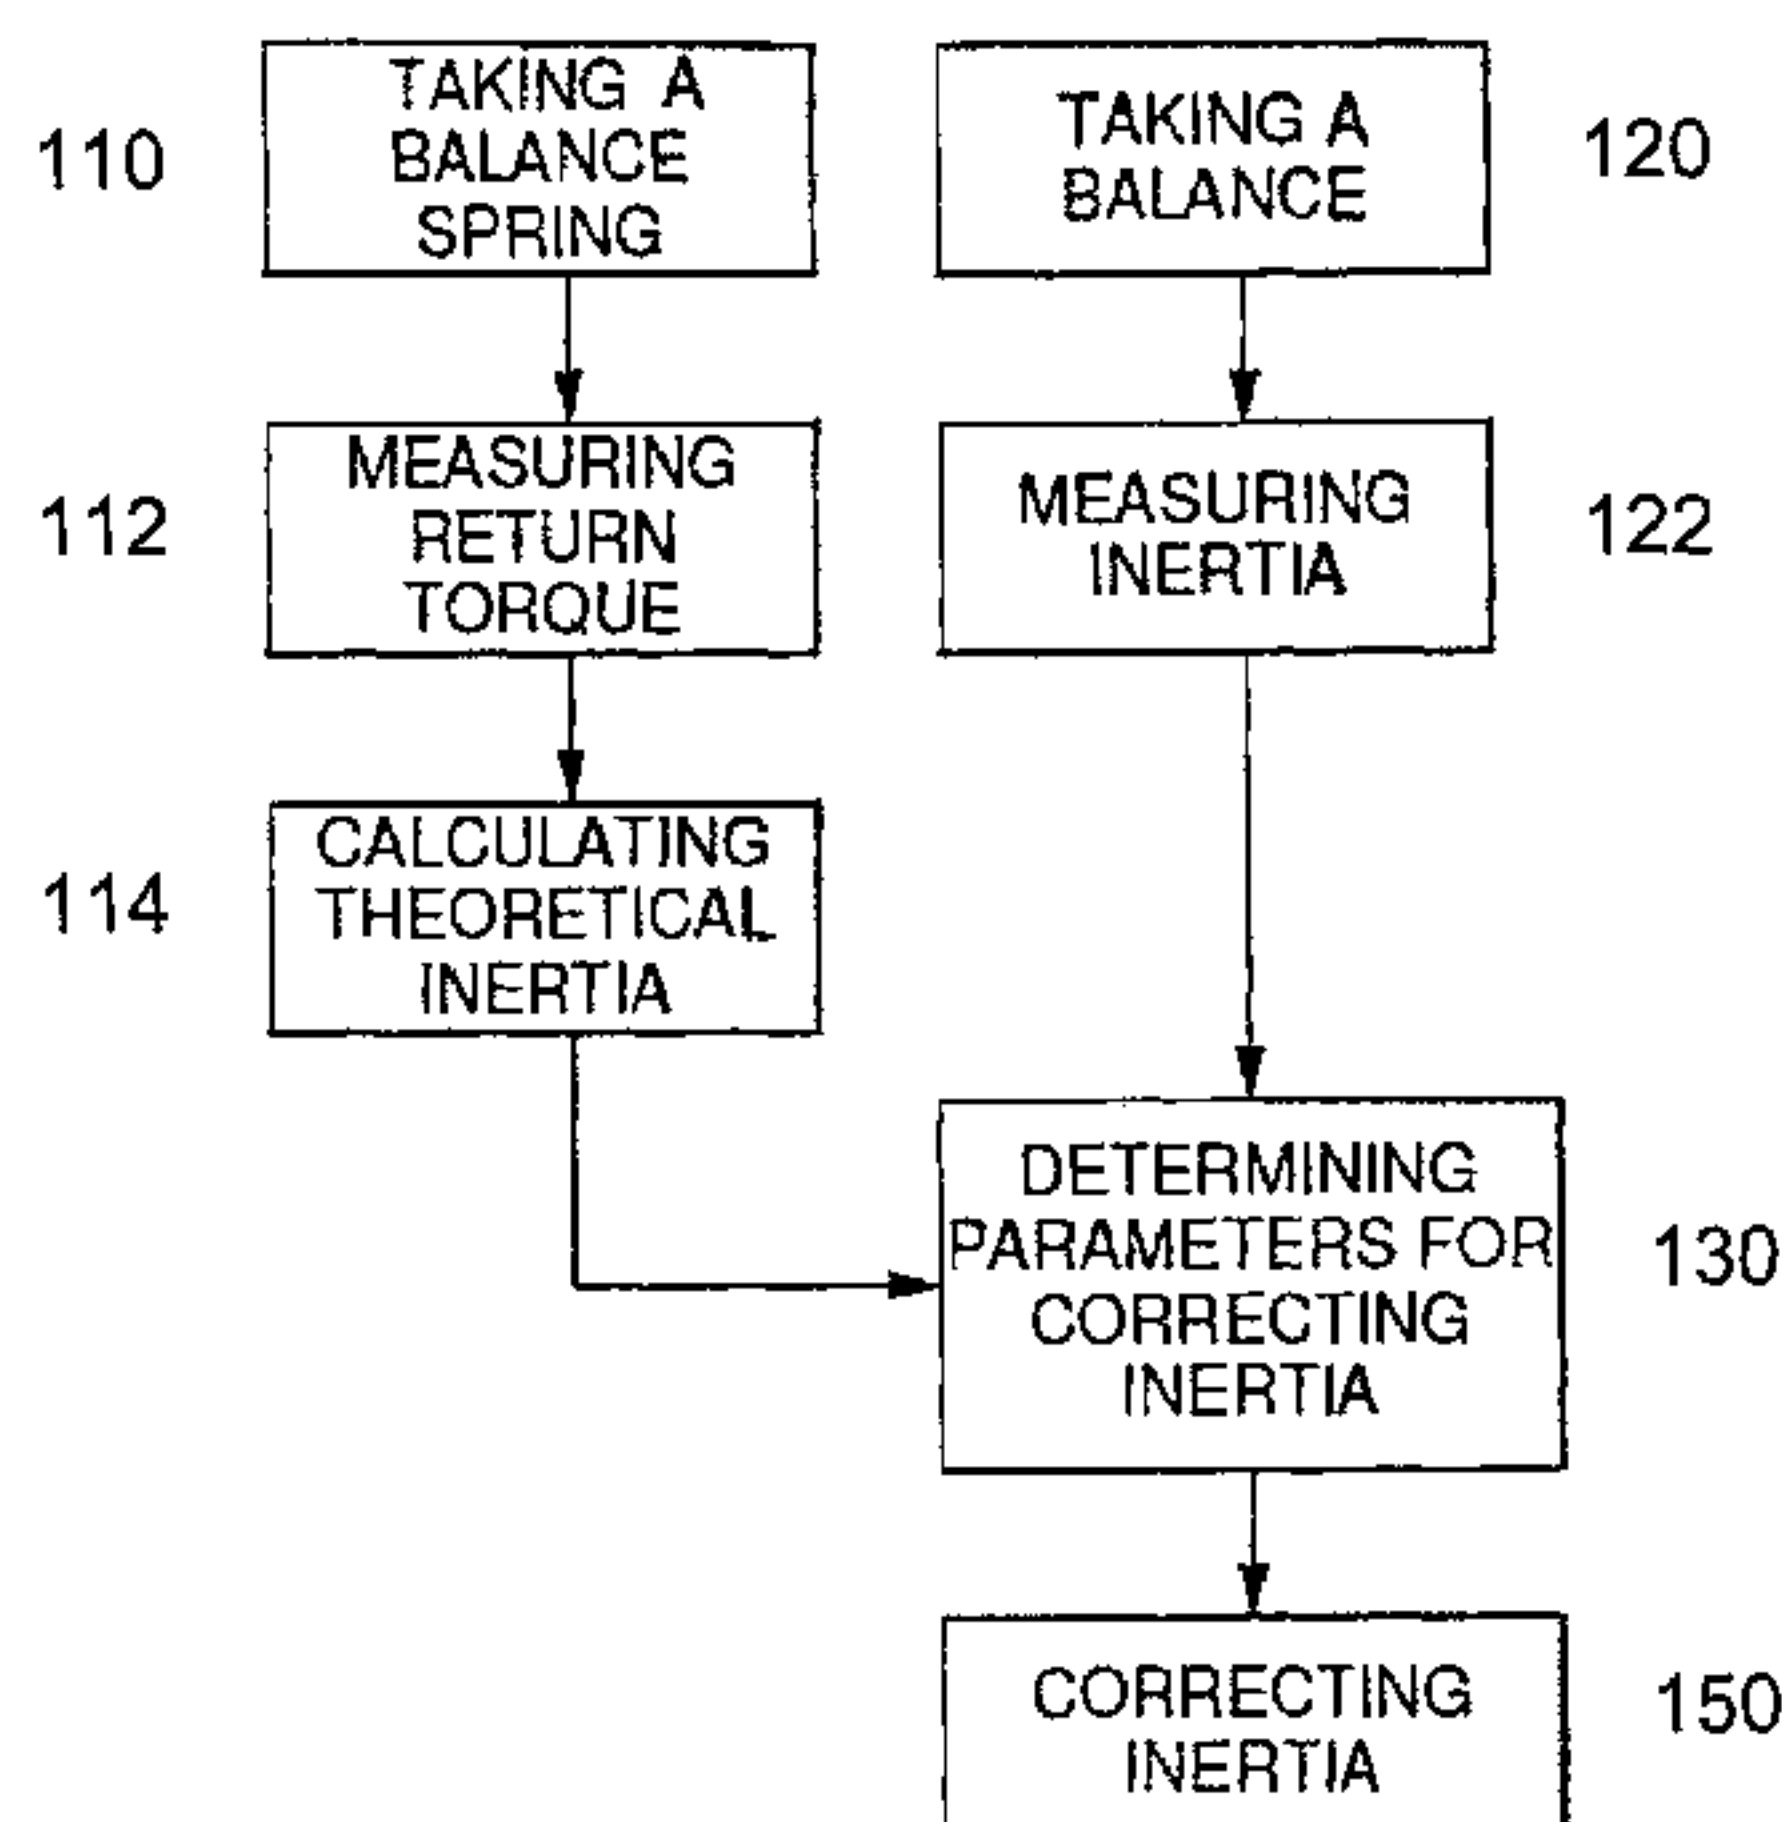 110
TAKING A
BALANCE
SPRING
TAKING A
BALANCE
120
112
MEASURING
RETURN
TORQUE
MEASURING
INERTIA
122
114
CALCULATING
THEORETICAL
INERTIA
DETERMINING
PARAMETERS FOR
CORRECTING
INERTIA
130
CORRECTING
INERTIA
150